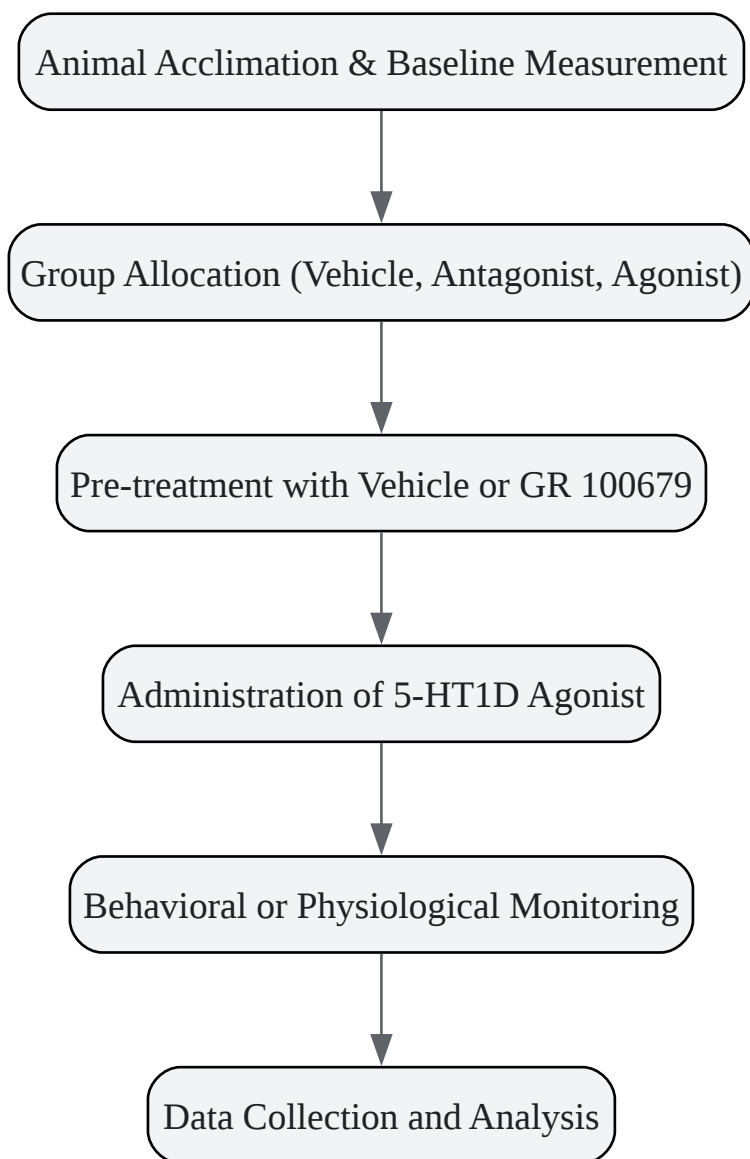 Animal Acclimation & Baseline Measurement
Group Allocation (Vehicle, Antagonist, Agonist)
Pre-treatment with Vehicle or GR 100679
Administration of 5-HT1D Agonist
Behavioral or Physiological Monitoring
Data Collection and Analysis